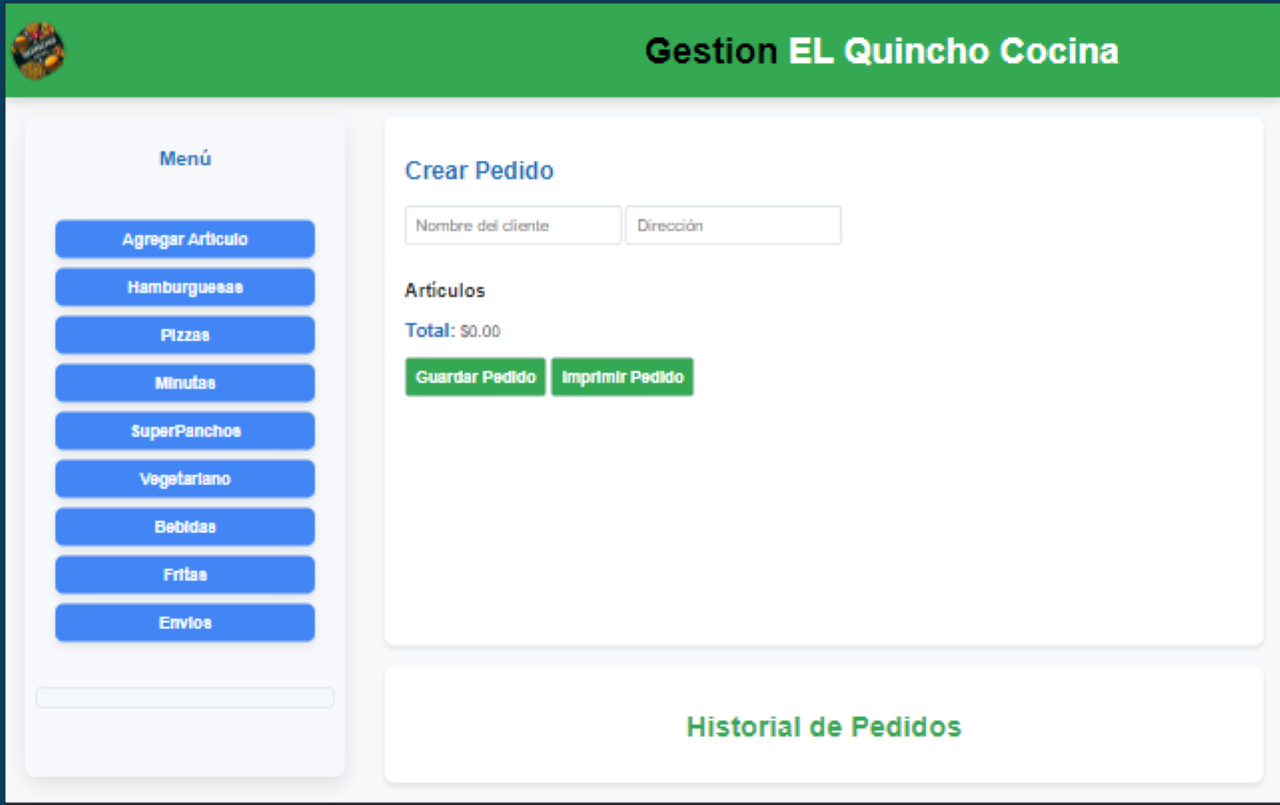 Gestion EL Quincho Cocina
Menú
Agregar Articulo
Hamburguesas
Pizzas
Minutas
SuperPanchos
Vegetariano
Bebidas
Fritas
Envios
Crear Pedido
Nombre del cliente Dirección
Artículos
Total: $0.00
Guardar Pedido Imprimir Pedido
Historial de Pedidos